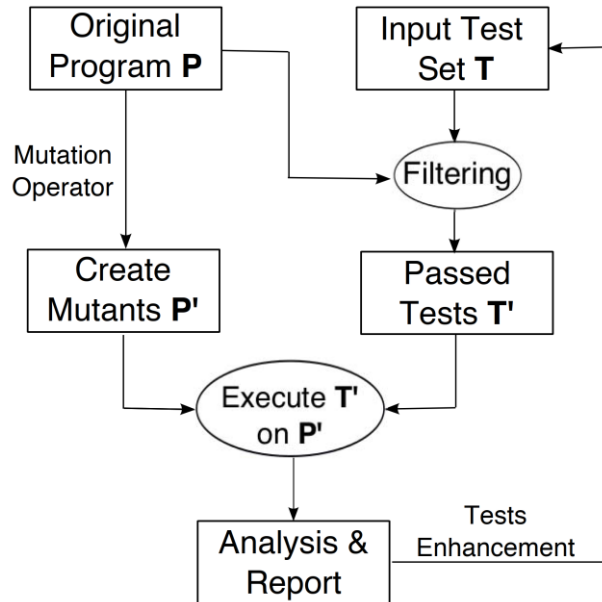 Original
Program P
Input Test
Set T
Mutation
Operator
Filtering
Create
Mutants P'
Passed
Tests T'
Execute T'
on P'
Analysis &
Report
Tests
Enhancement